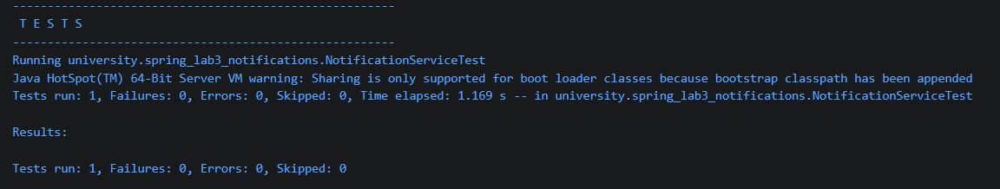 -------------------------------------------------------
T E S T S
-------------------------------------------------------
Running university.spring_lab3_notifications.NotificationServiceTest
Java HotSpot(TM) 64-Bit Server VM warning: Sharing is only supported for boot loader classes because bootstrap classpath has been appended
Tests run: 1, Failures: 0, Errors: 0, Skipped: 0, Time elapsed: 1.169 s -- in university.spring_lab3_notifications.NotificationServiceTest
Results:
Tests run: 1, Failures: 0, Errors: 0, Skipped: 0